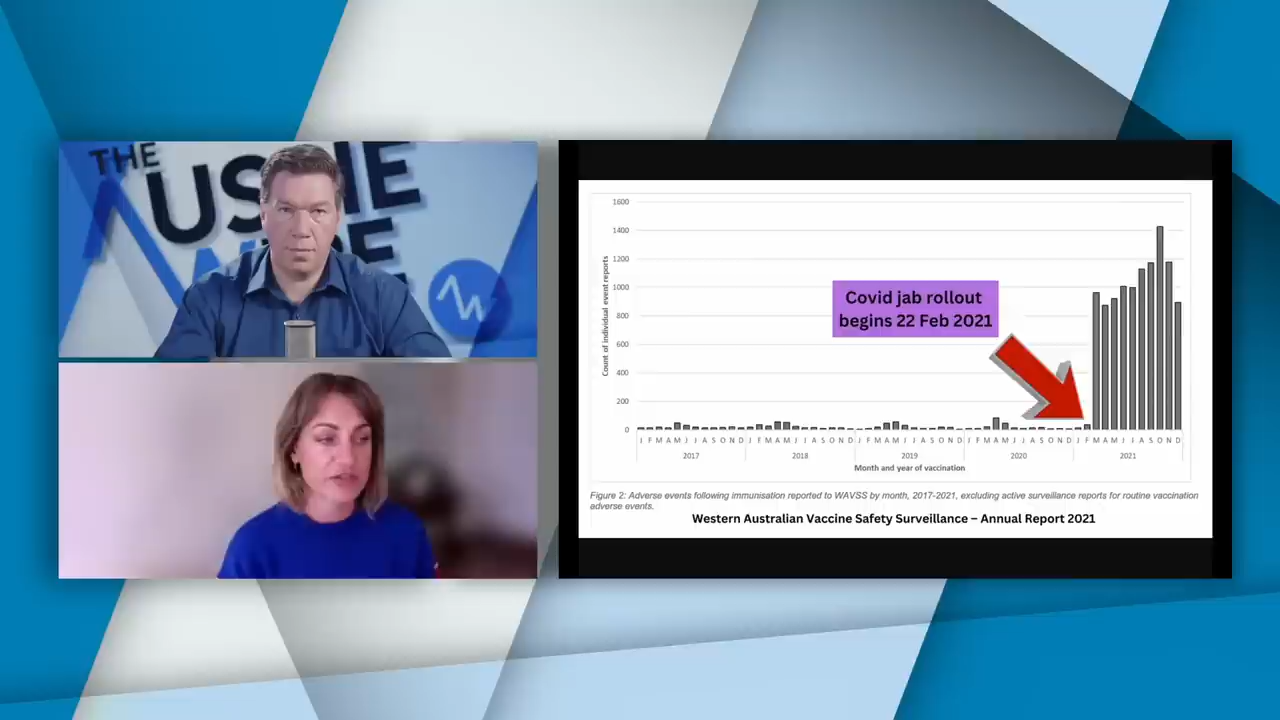 THE
AUSSIE
WIRE
1600
1400
1200
1000
800
600
400
200
0
Count of individual event reports
Covid jab rollout
begins 22 Feb 2021
J F M A M J J A S O N D J F M A M J J A S O N D J F M A M J J A S O N D J F M A M J J A S O N D J F M A M J J A S O N D
2017 2018 2019 2020 2021
Month and year of vaccination
Figure 2: Adverse events following immunisation reported to WAVSS by month, 2017-2021, excluding active surveillance reports for routine vaccination
adverse events.
Western Australian Vaccine Safety Surveillance – Annual Report 2021